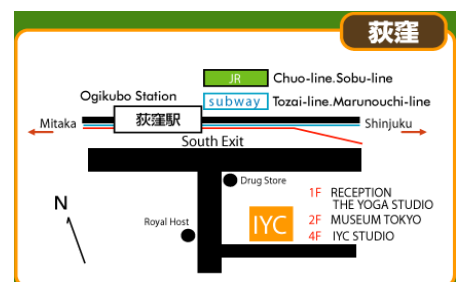 荻窪
JR Chuo-line.Sobu-line
Ogikubo Station
subway Tozai-line.Marunouchi-line
Mitaka
荻窪駅
Shinjuku
South Exit
Drug Store
1F RECEPTION
THE YOGA STUDIO
N
2F MUSEUM TOKYO
Royal Host
IYC
4F IYC STUDIO